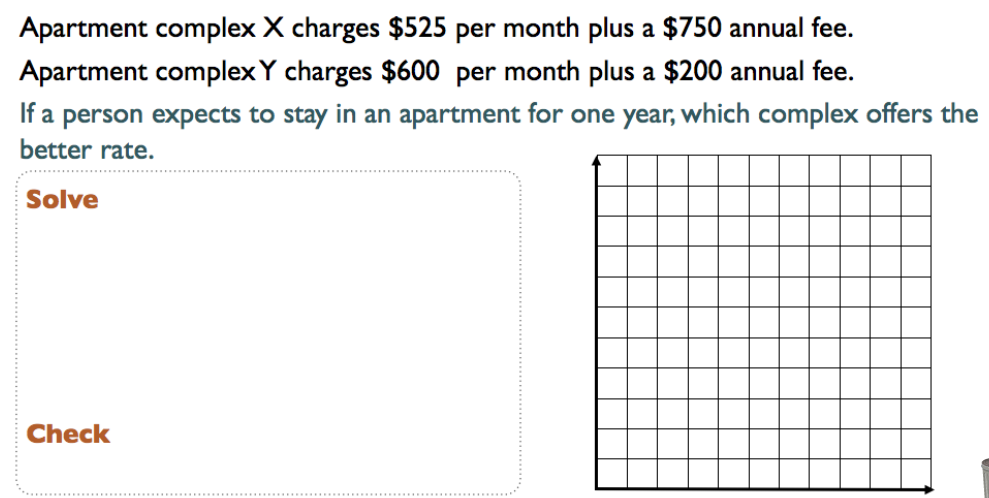 Apartment complex X charges $525 per month plus a $750 annual fee.
Apartment complex Y charges $600 per month plus a $200 annual fee.
If a person expects to stay in an apartment for one year, which complex offers the
better rate.
Solve
Check